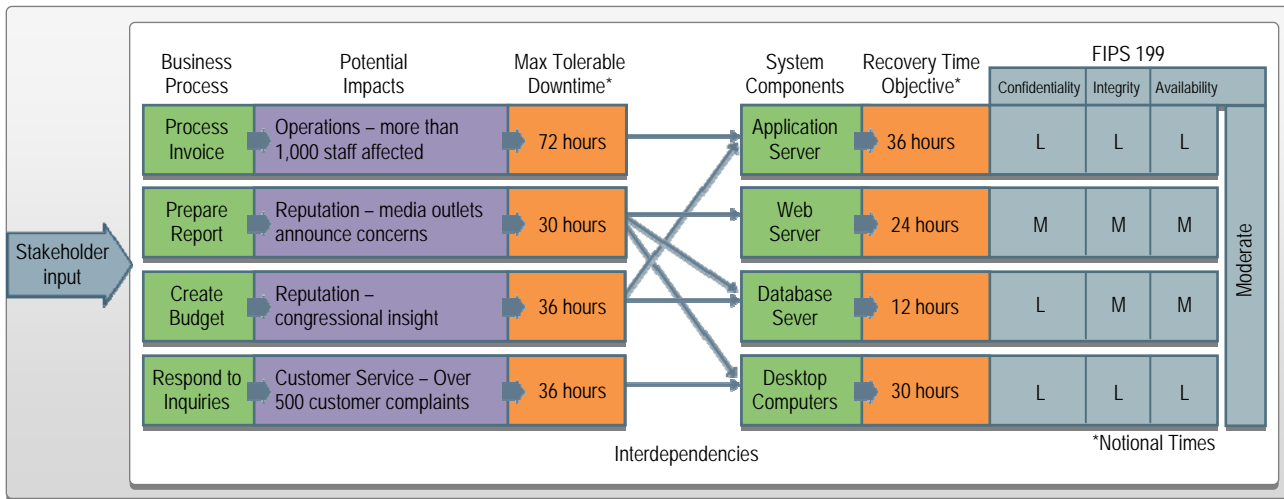 FIPS 199
Business Process
Potential Impacts
Max Tolerable Downtime*
System Components
Recovery Time Objective*
Confidentiality
Integrity
Availability
Process Invoice
Operations – more than 1,000 staff affected
72 hours
Application Server
36 hours
L
L
L
Prepare Report
Reputation – media outlets announce concerns
30 hours
Web Server
24 hours
M
M
M
Stakeholder input
Moderate
Create Budget
Reputation – congressional insight
36 hours
Database Sever
12 hours
L
M
M
Respond to Inquiries
Customer Service – Over 500 customer complaints
36 hours
Desktop Computers
30 hours
L
L
L
*Notional Times
Interdependencies